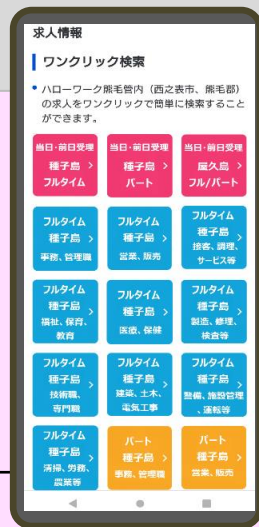 求人情報
ワンクリック検索
• ハローワーク熊毛管内（西之表市、熊毛郡）
の求人をワンクリックで簡単に検索すること
ができます。
当日・前日受理
種子島 >
フルタイム
当日・前日受理
種子島 >
パート
当日・前日受理
屋久島 >
フル/パート
フルタイム
種子島 >
事務、管理職
フルタイム
種子島 >
営業、販売
フルタイム
種子島 >
接客、調理、
サービス等
フルタイム
種子島 >
福祉、保育、
教育
フルタイム
種子島 >
医療、保健
フルタイム
種子島 >
製造、修理、
検査等
フルタイム
種子島 >
技術職、
専門職
フルタイム
種子島 >
建築、土木、
電気工事
フルタイム
種子島 >
警備、施設管理
、運転等
フルタイム
種子島 >
清掃、労務、
農業等
パート
種子島 >
事務、管理職
パート
種子島 >
営業、販売